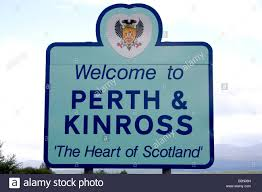 Welcome to
PERTH &
KINROSS
'The Heart of Scotland'
alamy stock photo